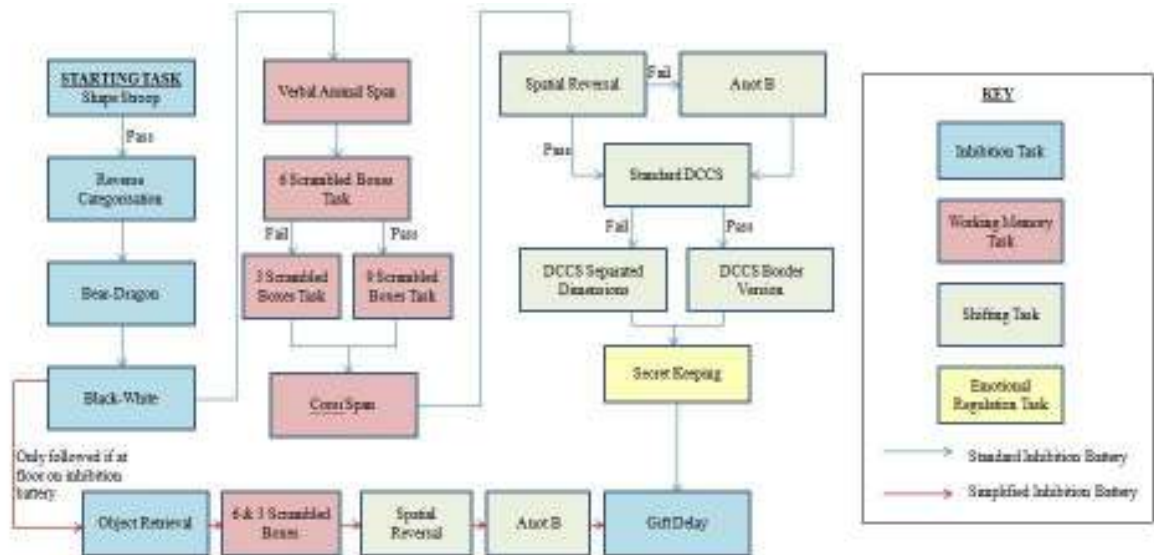 STARTING TASK
Shape Stroop
Pass
Reverse
Categorisation
Bear-Dragon
Black-White
Only followed if at
floor on inhibition
battery
Verbal Animal Span
6 Scrambled Boxes
Task
Fail
Pass
3 Scrambled
Boxes Task
9 Scrambled
Boxes Task
Corsi Span
Spatial Reversal
Fail
A not B
Pass
Standard DCCS
Fail
Pass
DCCS Separated
Dimensions
DCCS Border
Version
Secret Keeping
Object Retrieval
6 & 3 Scrambled
Boxes
Spatial
Reversal
A not B
Gift Delay
KEY
Inhibition Task
Working Memory
Task
Shifting Task
Emotional
Regulation Task
Standard Inhibition Battery
Simplified Inhibition Battery